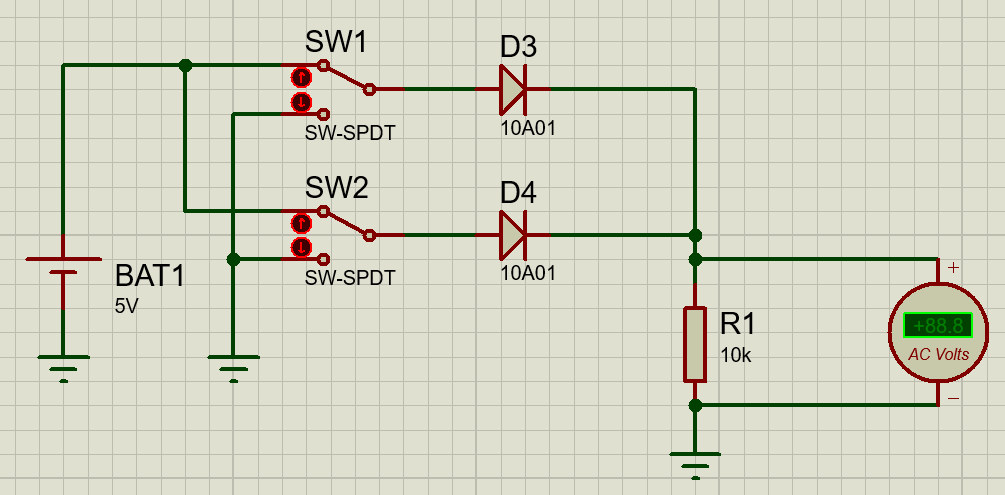 SW1
D3
SW-SPDT
10A01
SW2
D4
SW-SPDT
10A01
BAT1
5V
R1
10k
+
+88.8
AC Volts
−